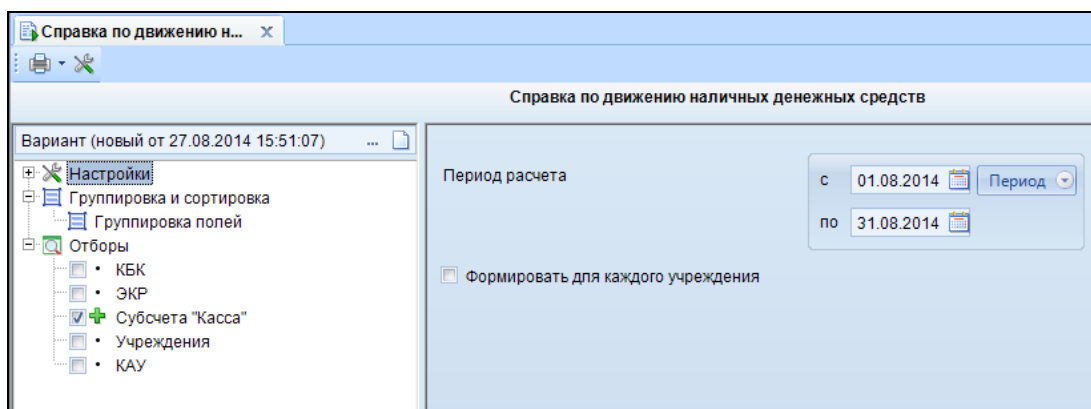 Справка по движению н... x
Справка по движению наличных денежных средств
Вариант (новый от 27.08.2014 15:51:07) ...
Настройки
Группировка и сортировка
Группировка полей
Отборы
КБК
ЭКР
Субсчета "Касса"
Учреждения
КАУ
Период расчета
с 01.08.2014 Период
по 31.08.2014
Формировать для каждого учреждения